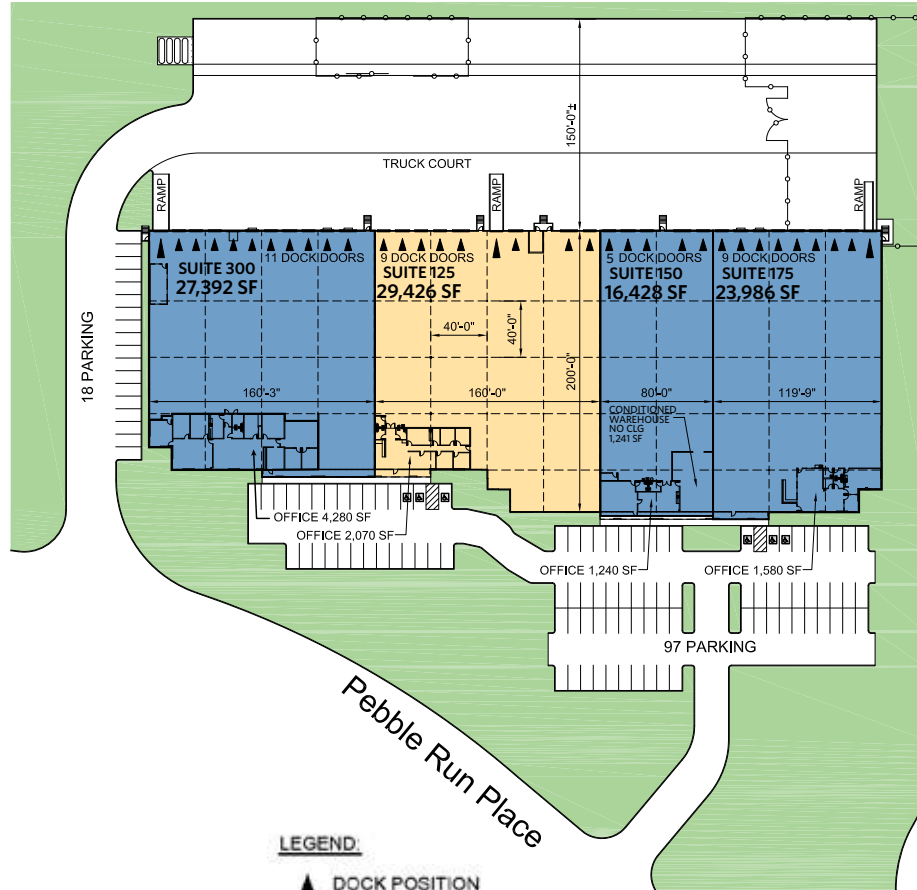 150'-0"±
TRUCK COURT
RAMP
RAMP
RAMP
11 DOCK DOORS
SUITE 300
27,392 SF
9 DOCK DOORS
SUITE 125
29,426 SF
5 DOCK DOORS
SUITE 150
16,428 SF
9 DOCK DOORS
SUITE 175
23,986 SF
40'-0"
40'-0"
200'-0"
18 PARKING
160'-3"
160'-0"
80'-0"
119'-9"
CONDITIONED
WAREHOUSE
NO CLG
1,241 SF
OFFICE 4,280 SF
OFFICE 2,070 SF
OFFICE 1,240 SF
OFFICE 1,580 SF
97 PARKING
Pebble Run Place
LEGEND:
DOCK POSITION